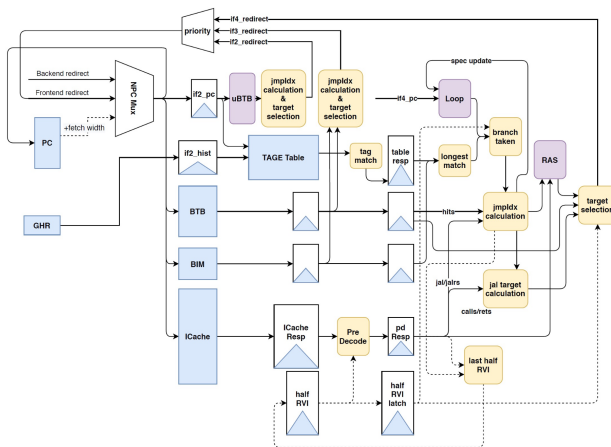 if4_redirect
if3_redirect
if2_redirect
priority
Backend redirect
Frontend redirect
NPC Mux
PC
+fetch width
if2_pc
uBTB
jmpIdx
calculation
&
target
selection
jmpIdx
calculation
&
target
selection
if4_pc
spec update
Loop
if2_hist
TAGE Table
tag
match
table
resp
longest
match
branch
taken
RAS
target
selection
GHR
BTB
hits
jmpIdx
calculation
BIM
jal/jalrs
jal target
calculation
calls/rets
ICache
ICache
Resp
Pre
Decode
pd
Resp
last half
RVI
half
RVI
half
RVI
latch